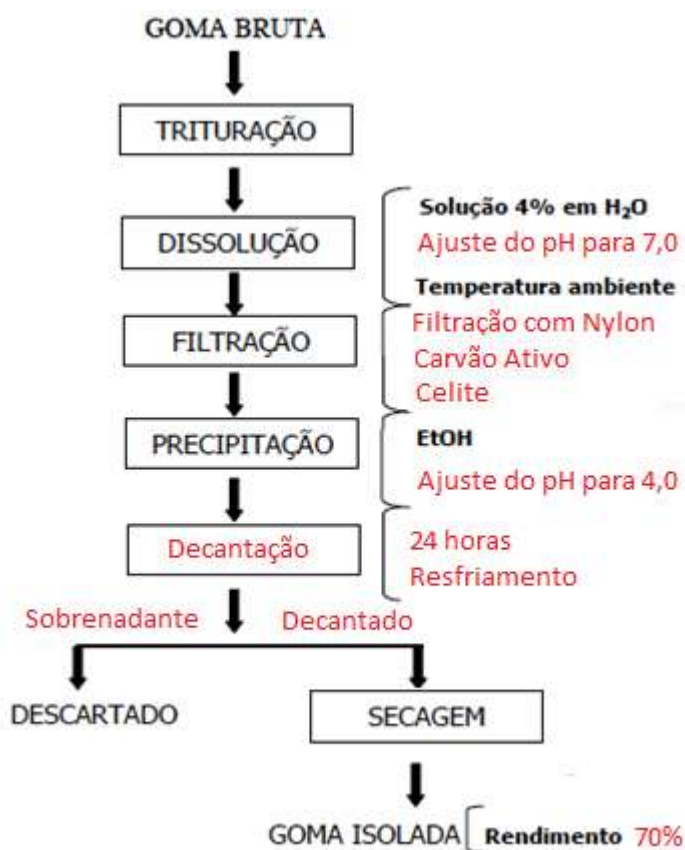 GOMA BRUTA
TRITURAÇÃO
DISSOLUÇÃO
Solução 4% em H₂O
Ajuste do pH para 7,0
Temperatura ambiente
FILTRAÇÃO
Filtração com Nylon
Carvão Ativo
Celite
PRECIPITAÇÃO
EtOH
Ajuste do pH para 4,0
Decantação
24 horas
Resfriamento
Sobrenadante
Decantado
DESCARTADO
SECAGEM
GOMA ISOLADA
Rendimento 70%